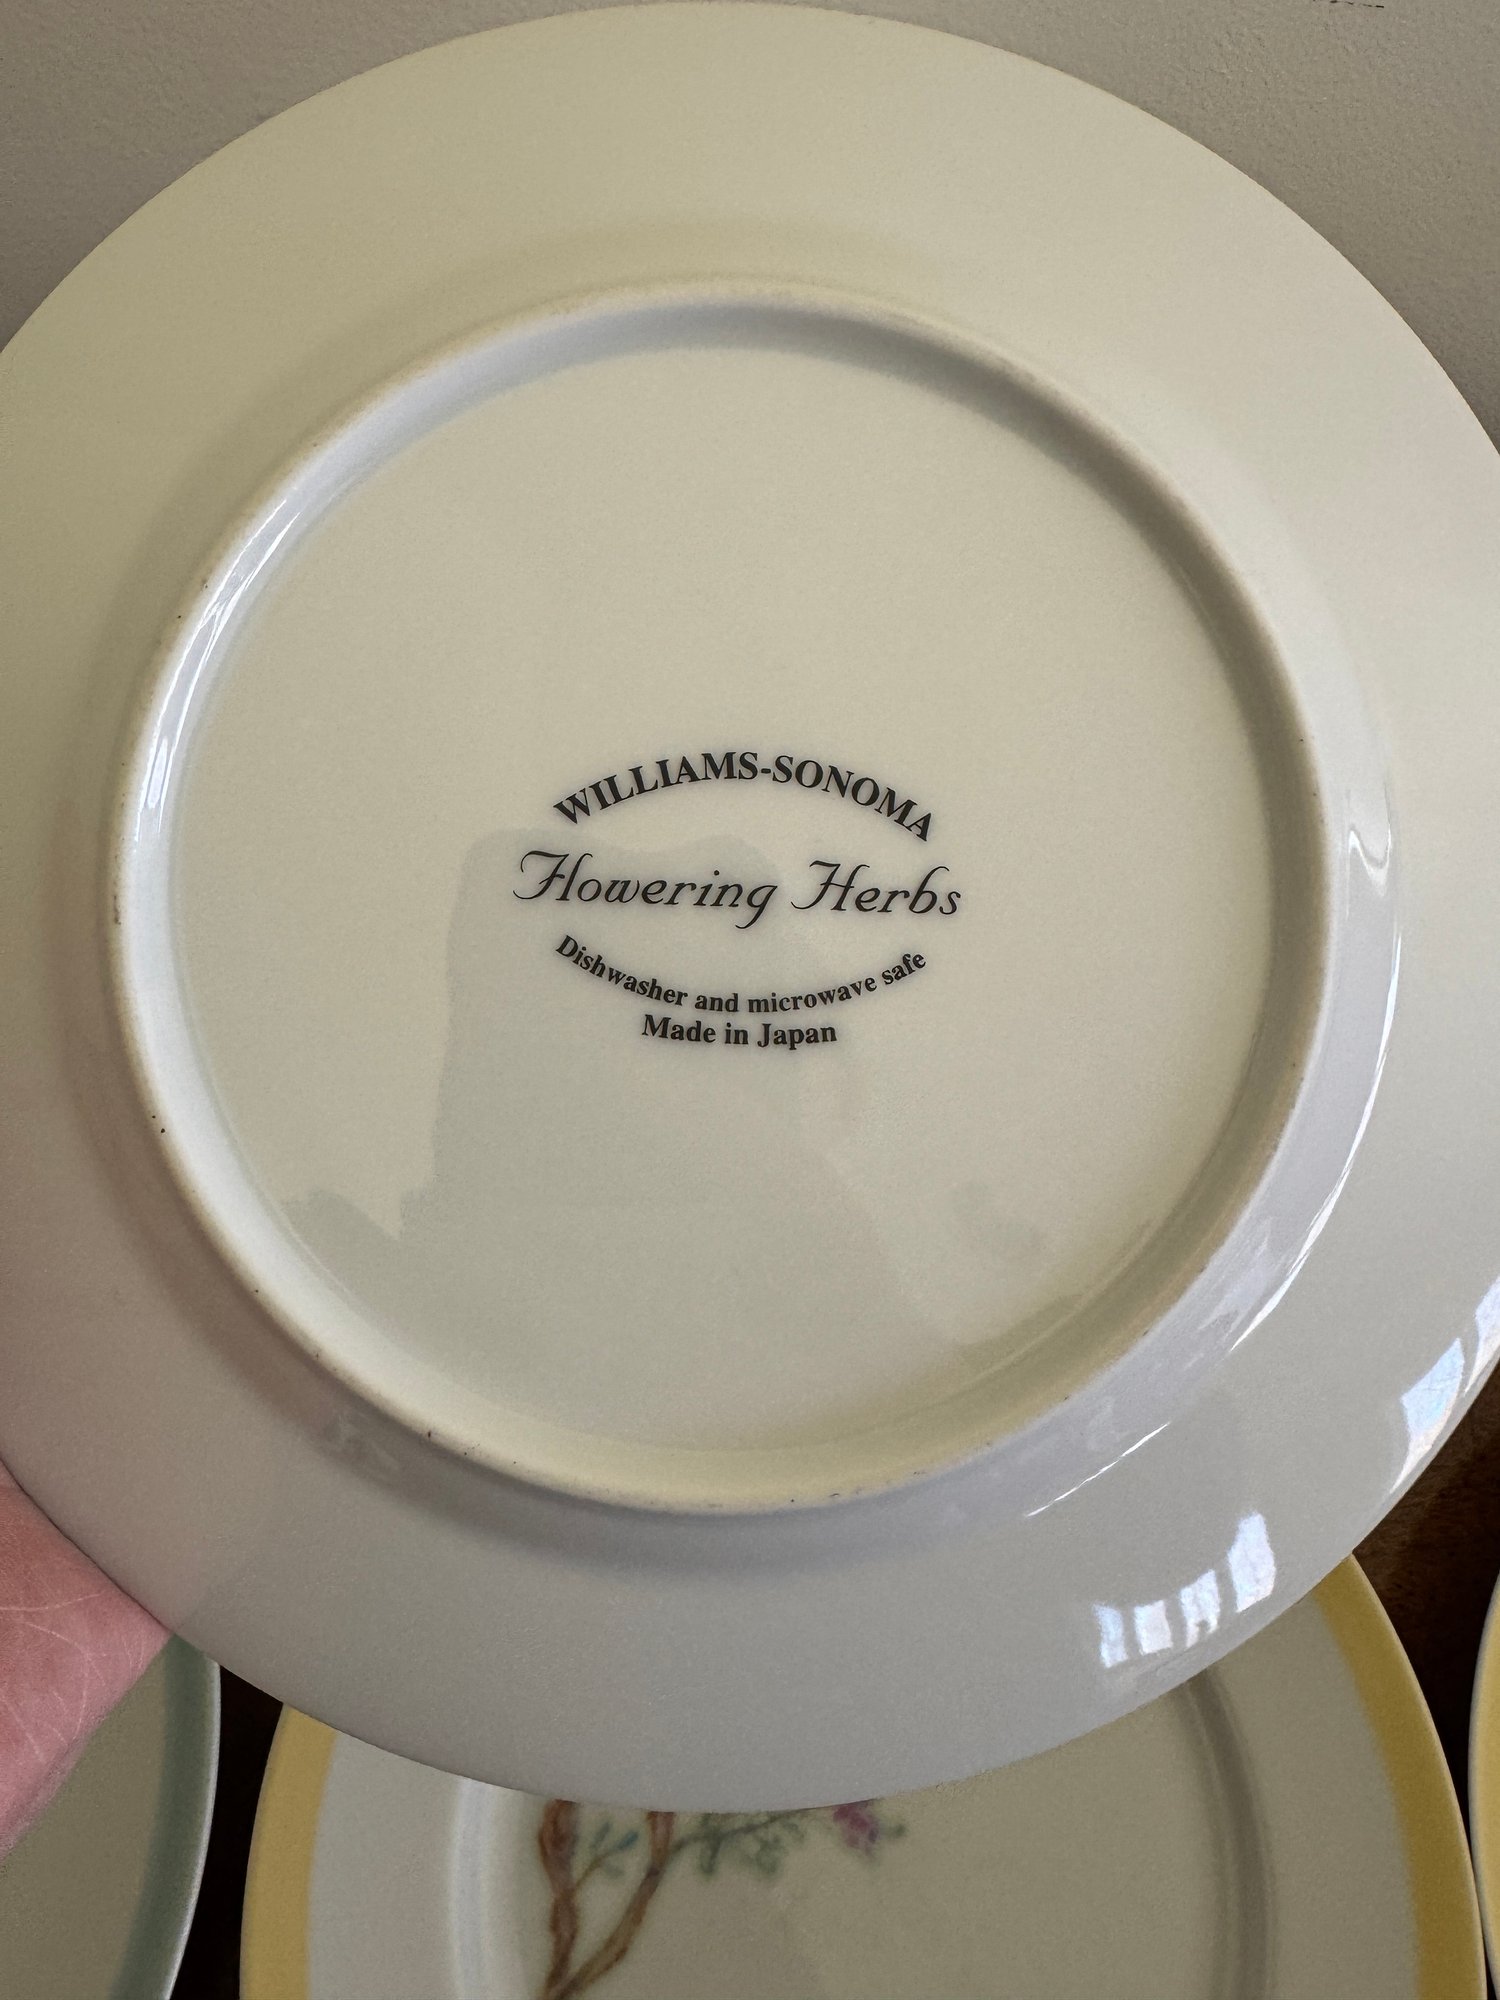 WILLIAMS-SONOMA
Flowering Herbs
Dishwasher and microwave safe
Made in Japan